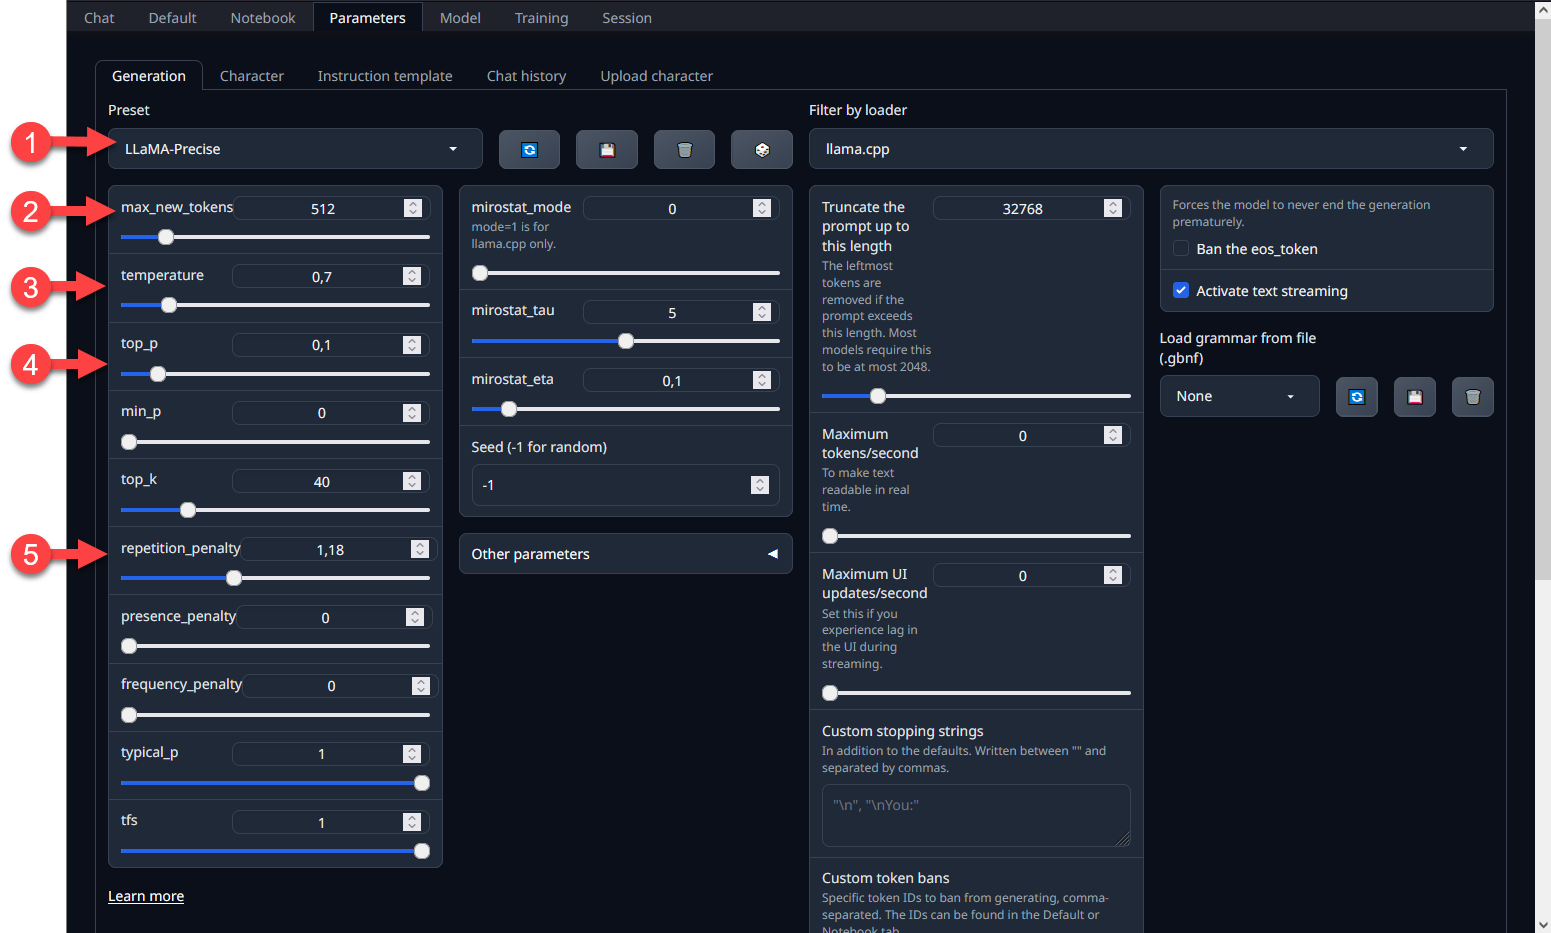 Chat Default Notebook Parameters Model Training Session
Generation Character Instruction template Chat history Upload character
Preset
1
LLaMA-Precise
2
max_new_tokens
512
3
temperature
0,7
4
top_p
0,1
min_p
0
top_k
40
5
repetition_penalty
1,18
presence_penalty
0
frequency_penalty
0
typical_p
1
tfs
1
Learn more
mirostat_mode
0
mode=1 is for
llama.cpp only.
mirostat_tau
5
mirostat_eta
0,1
Seed (-1 for random)
-1
Other parameters
Filter by loader
llama.cpp
Truncate the
prompt up to
this length
32768
The leftmost
tokens are
removed if the
prompt exceeds
this length. Most
models require this
to be at most 2048.
Maximum
tokens/second
0
To make text
readable in real
time.
Maximum UI
updates/second
0
Set this if you
experience lag in
the UI during
streaming.
Custom stopping strings
In addition to the defaults. Written between "" and
separated by commas.
"\n", "\nYou:"
Custom token bans
Specific token IDs to ban from generating, comma-
separated. The IDs can be found in the Default or
Notebook tab.
Forces the model to never end the generation
prematurely.
Ban the eos_token
Activate text streaming
Load grammar from file
(.gbnf)
None